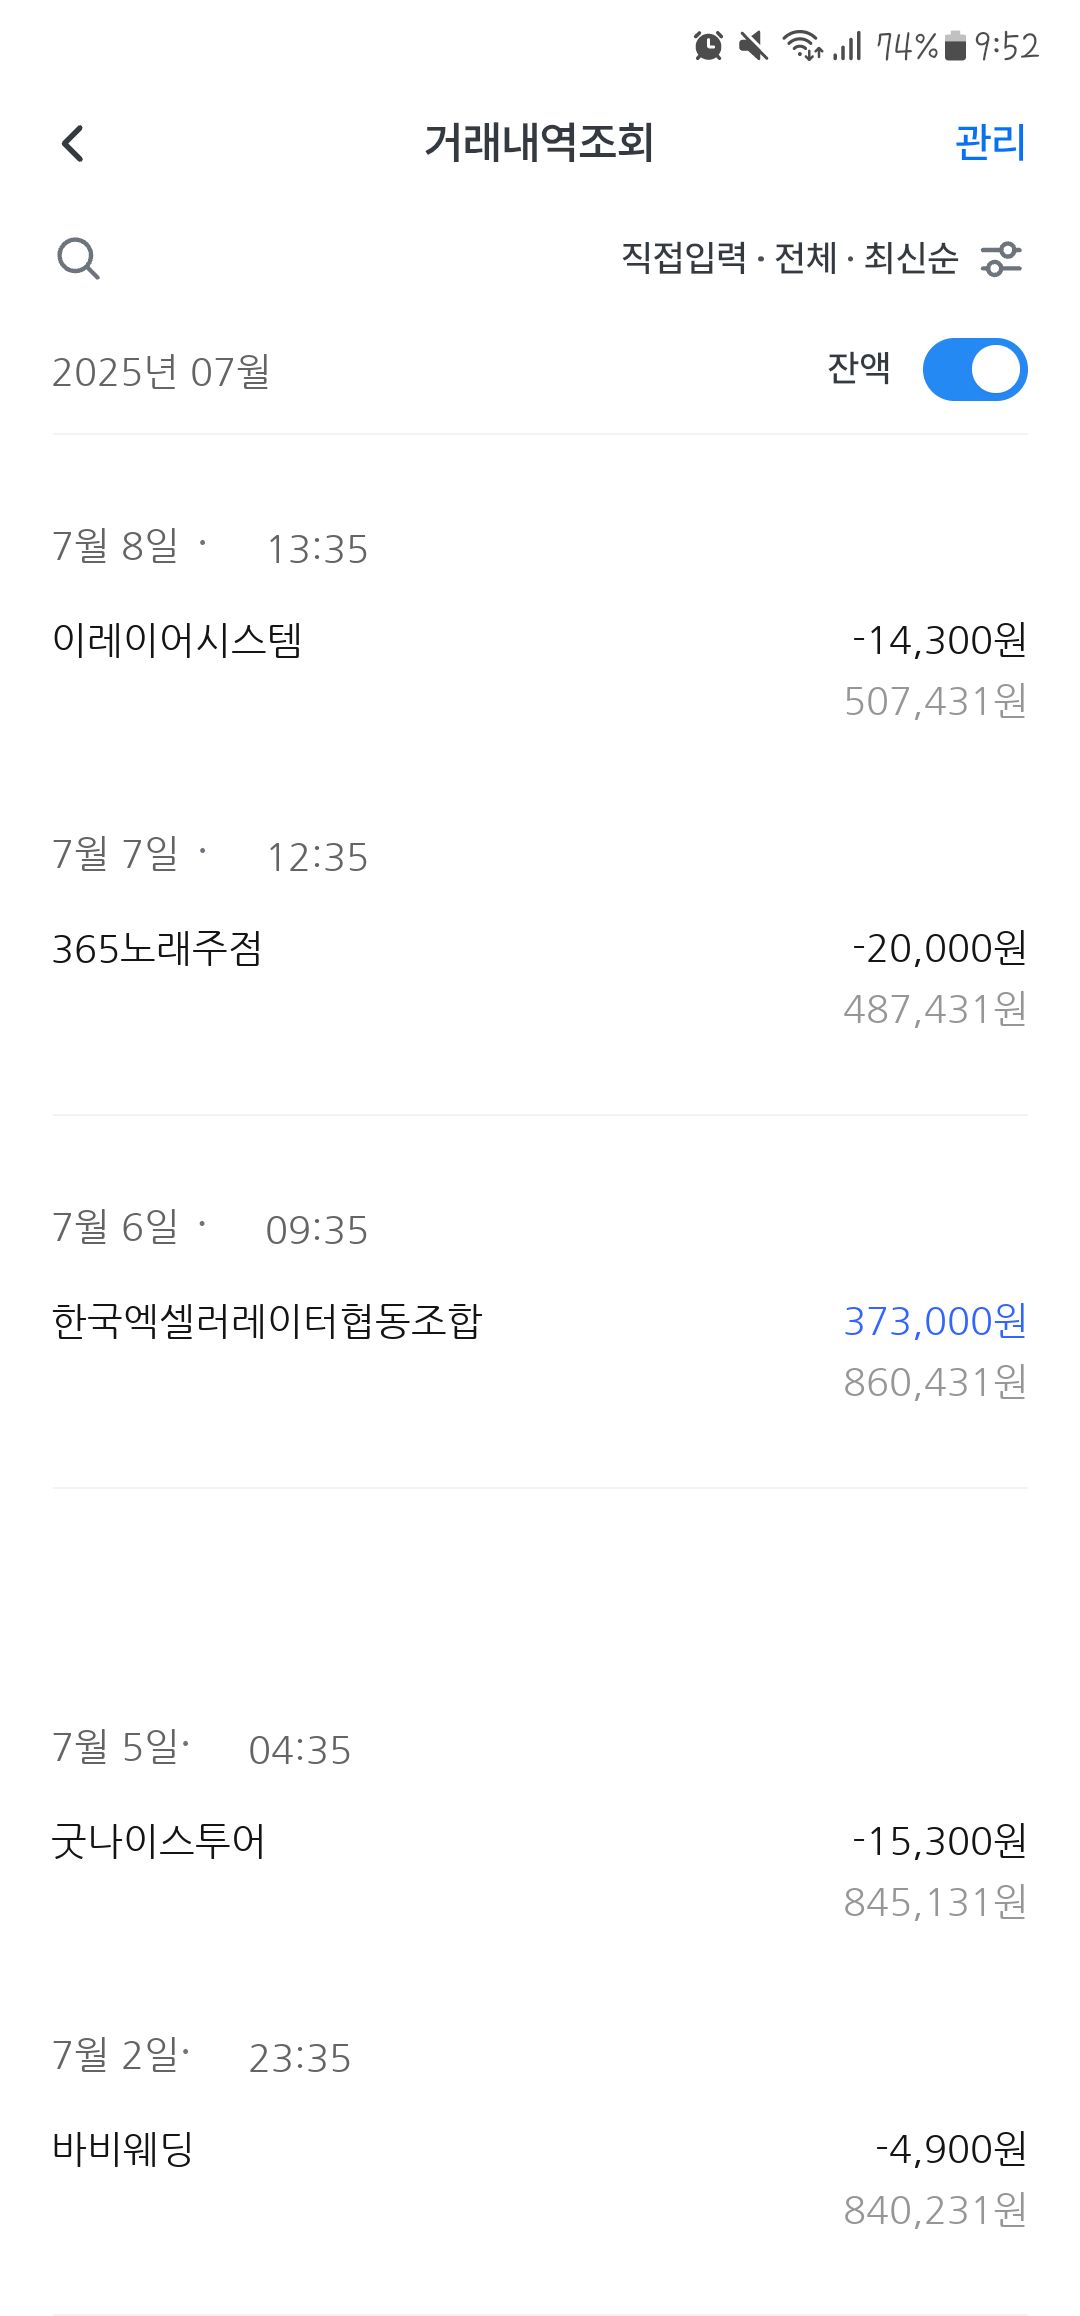 74% 9:52
거래내역조회 관리
직접입력 · 전체 · 최신순
2025년 07월 잔액
7월 8일 · 13:35
이레이어시스템 -14,300원
507,431원
7월 7일 · 12:35
365노래주점 -20,000원
487,431원
7월 6일 · 09:35
한국엑셀러레이터협동조합 373,000원
860,431원
7월 5일· 04:35
굿나이스투어 -15,300원
845,131원
7월 2일· 23:35
바비웨딩 -4,900원
840,231원